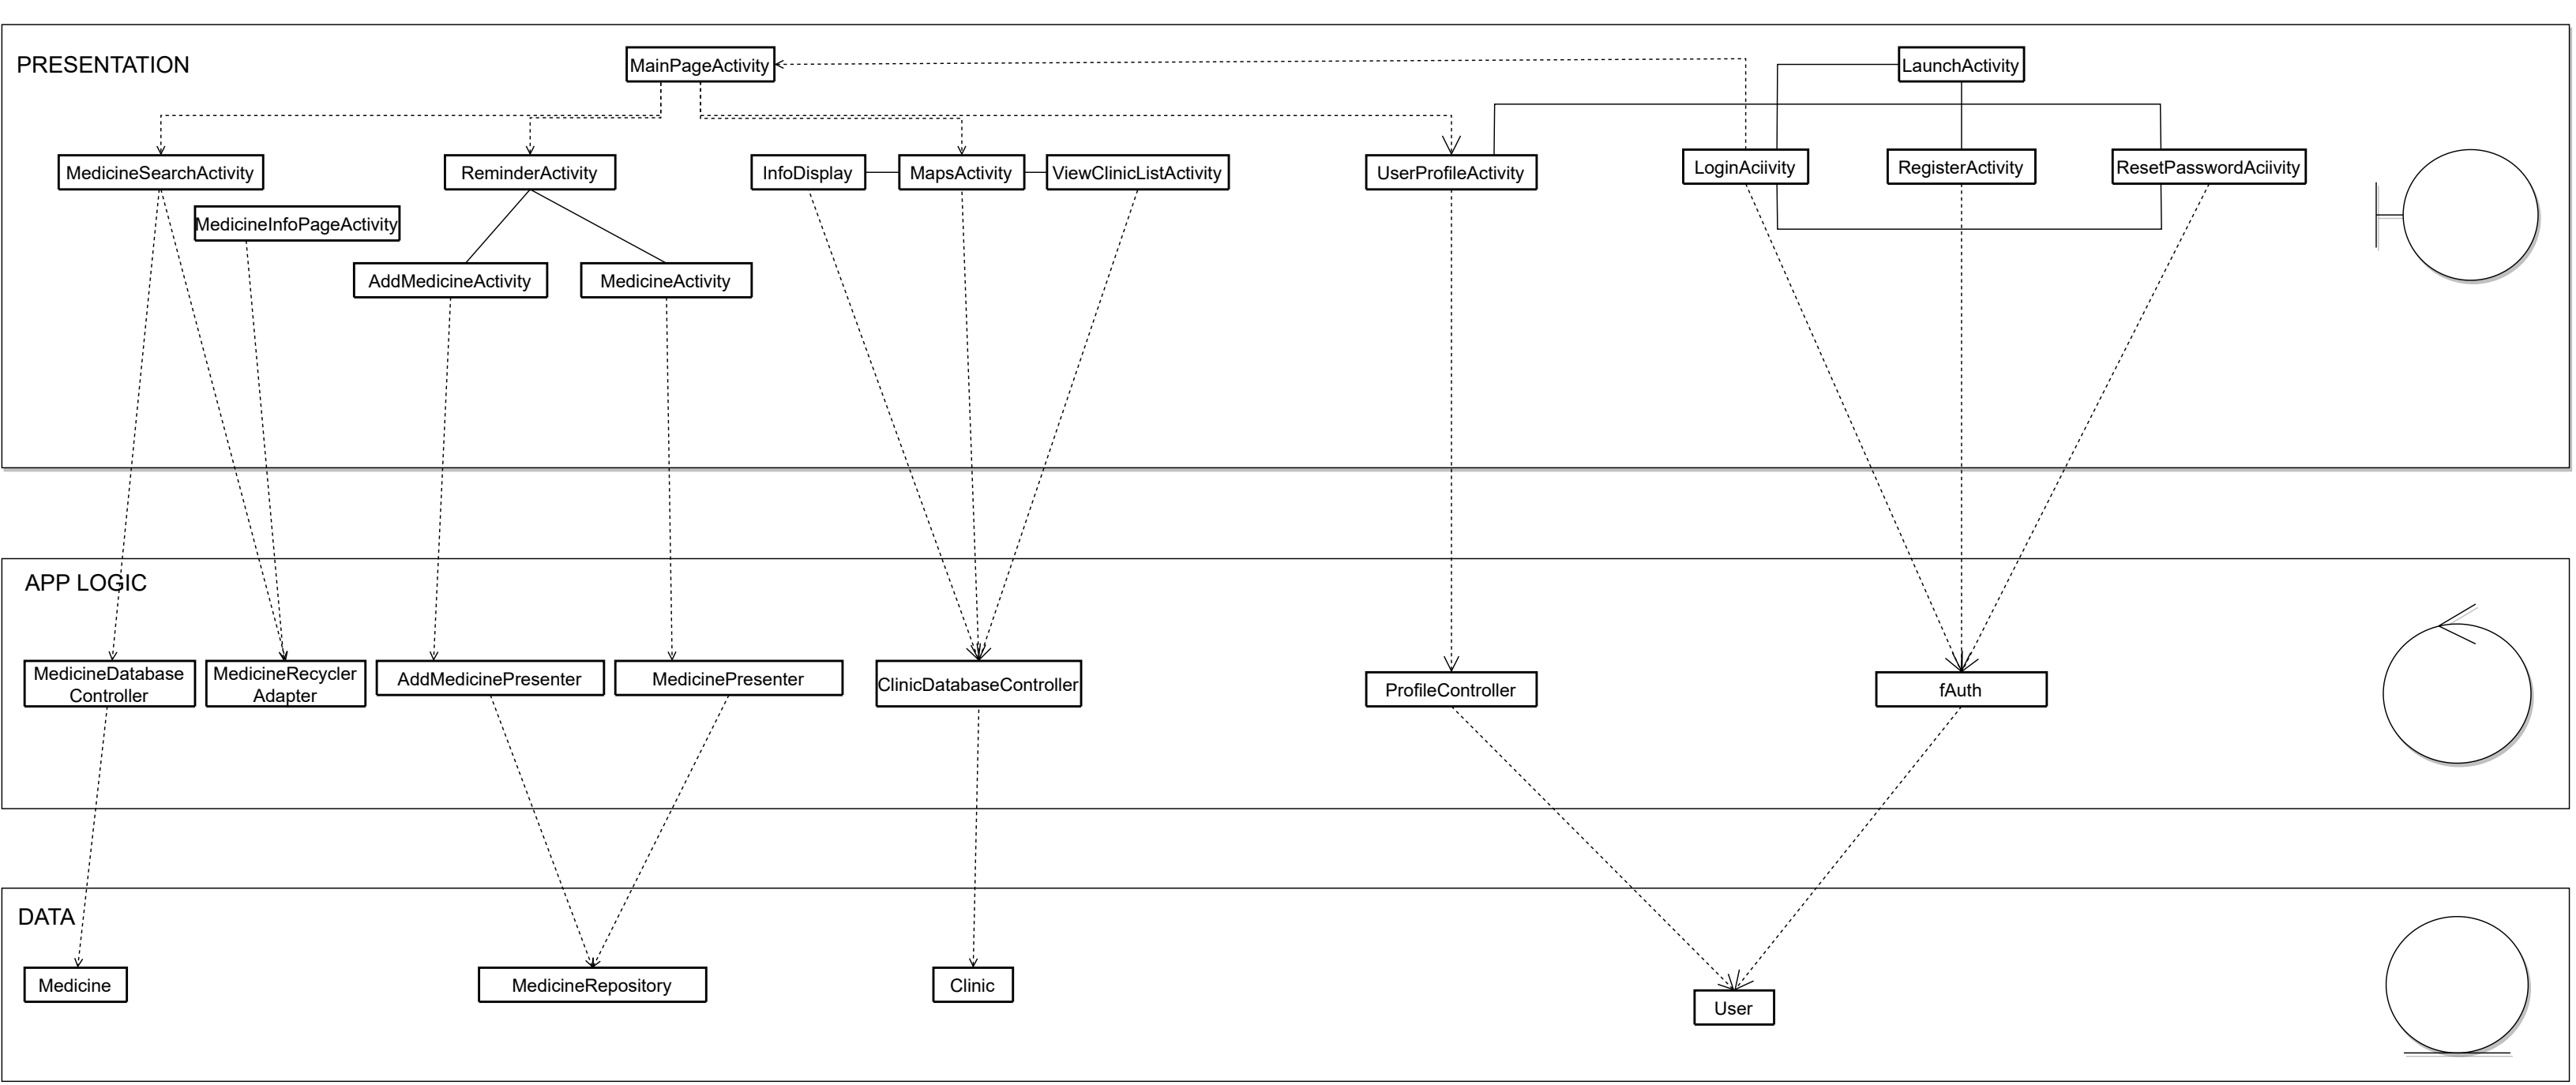 PRESENTATION
MainPageActivity
LaunchActivity
MedicineSearchActivity
ReminderActivity
InfoDisplay
MapsActivity
ViewClinicListActivity
UserProfileActivity
LoginAciivity
RegisterActivity
ResetPasswordAciivity
MedicineInfoPageActivity
AddMedicineActivity
MedicineActivity
APP LOGIC
MedicineDatabase
Controller
MedicineRecycler
Adapter
AddMedicinePresenter
MedicinePresenter
ClinicDatabaseController
ProfileController
fAuth
DATA
Medicine
MedicineRepository
Clinic
User